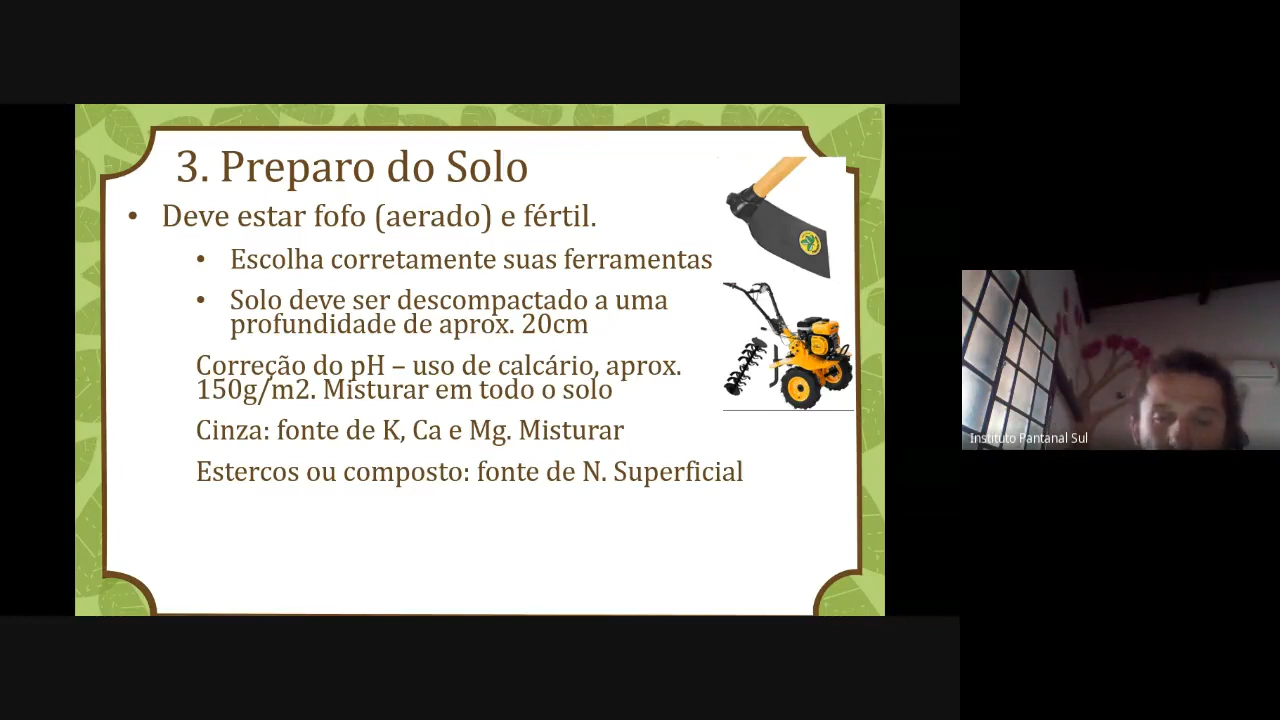 3. Preparo do Solo
• Deve estar fofo (aerado) e fértil.
• Escolha corretamente suas ferramentas
• Solo deve ser descompactado a uma
profundidade de aprox. 20cm
Correção do pH – uso de calcário, aprox.
150g/m2. Misturar em todo o solo
Cinza: fonte de K, Ca e Mg. Misturar
Estercos ou composto: fonte de N. Superficial
Instituto Pantanal Sul